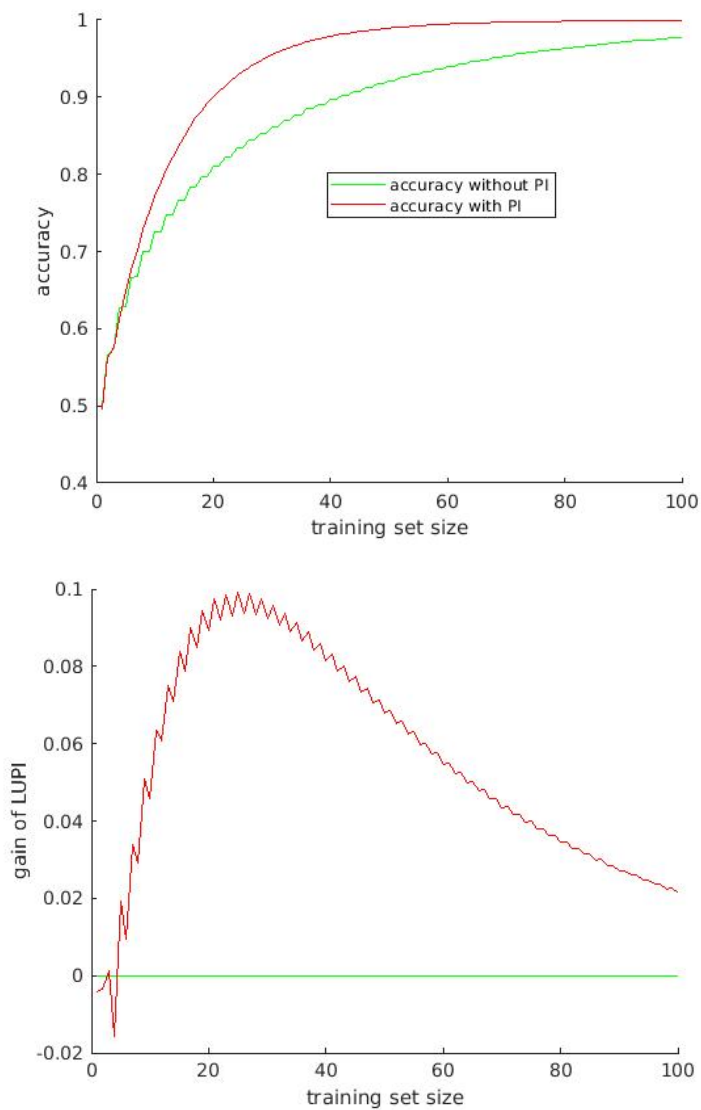 1
0.9
0.8
0.7
0.6
0.5
0.4
accuracy
accuracy without PI
accuracy with PI
0 20 40 60 80 100
training set size
0.1
0.08
0.06
0.04
0.02
0
-0.02
gain of LUPI
0 20 40 60 80 100
training set size